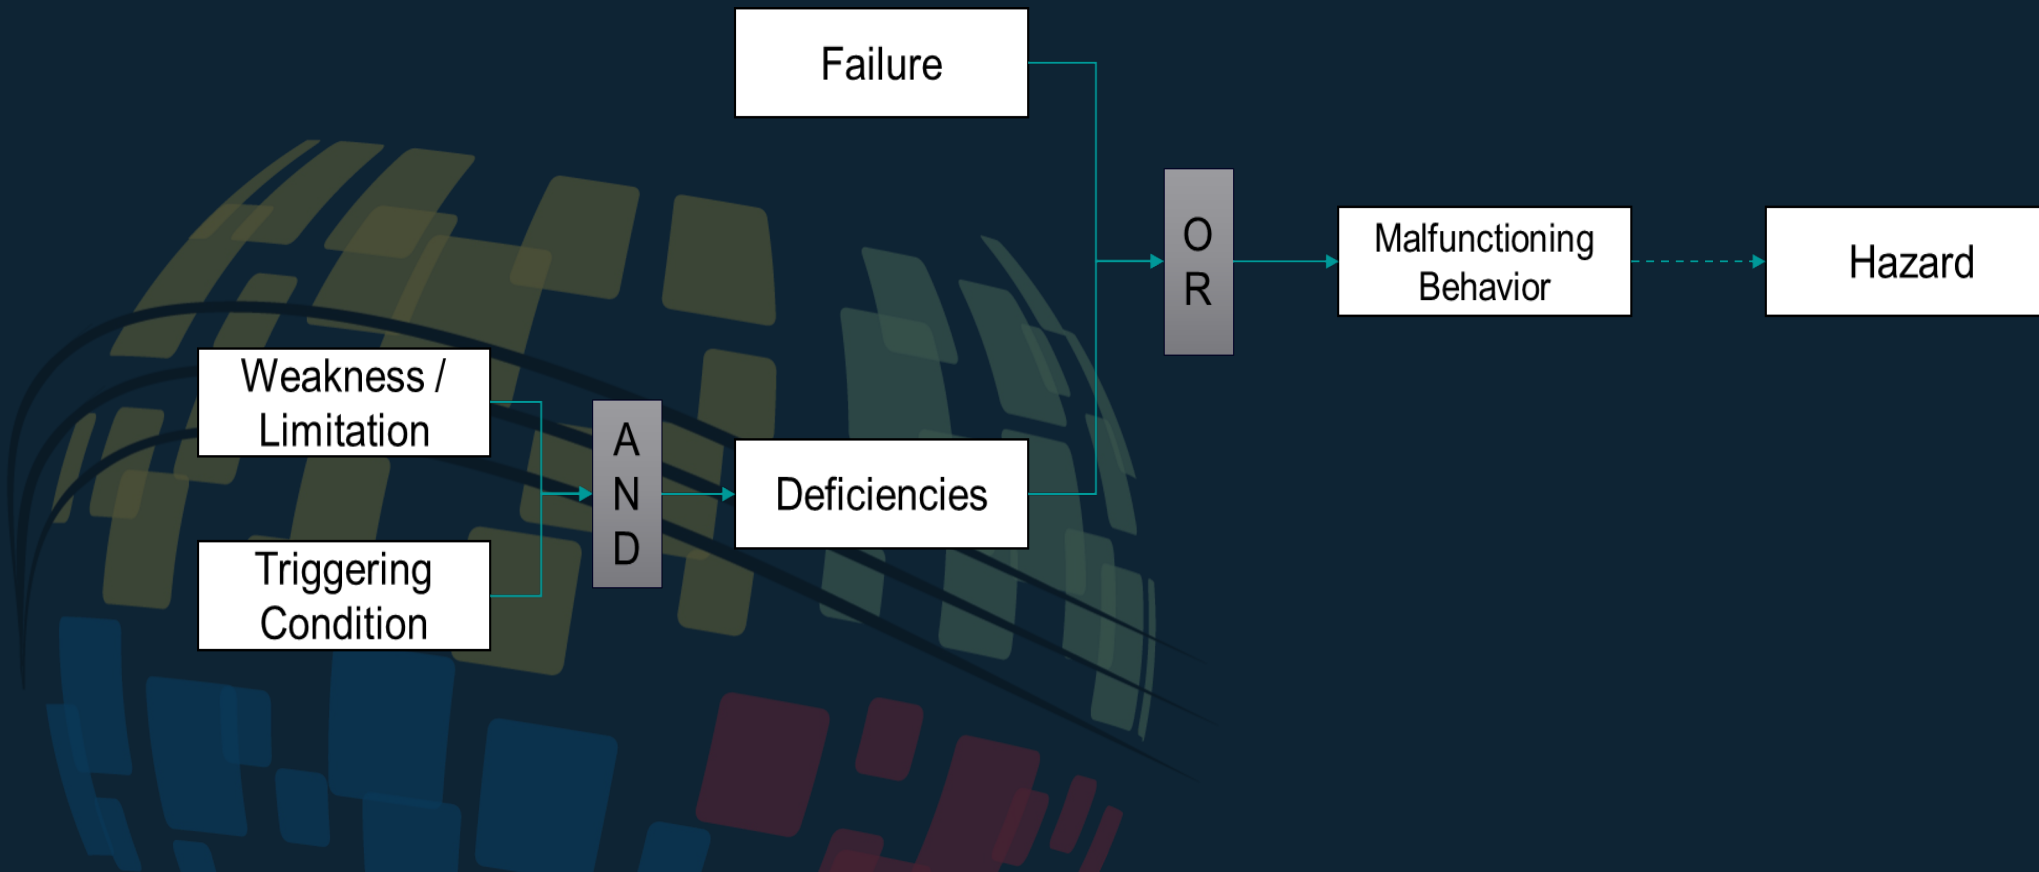 Failure
O
R
Malfunctioning
Behavior
Hazard
Weakness /
Limitation
A
N
D
Deficiencies
Triggering
Condition